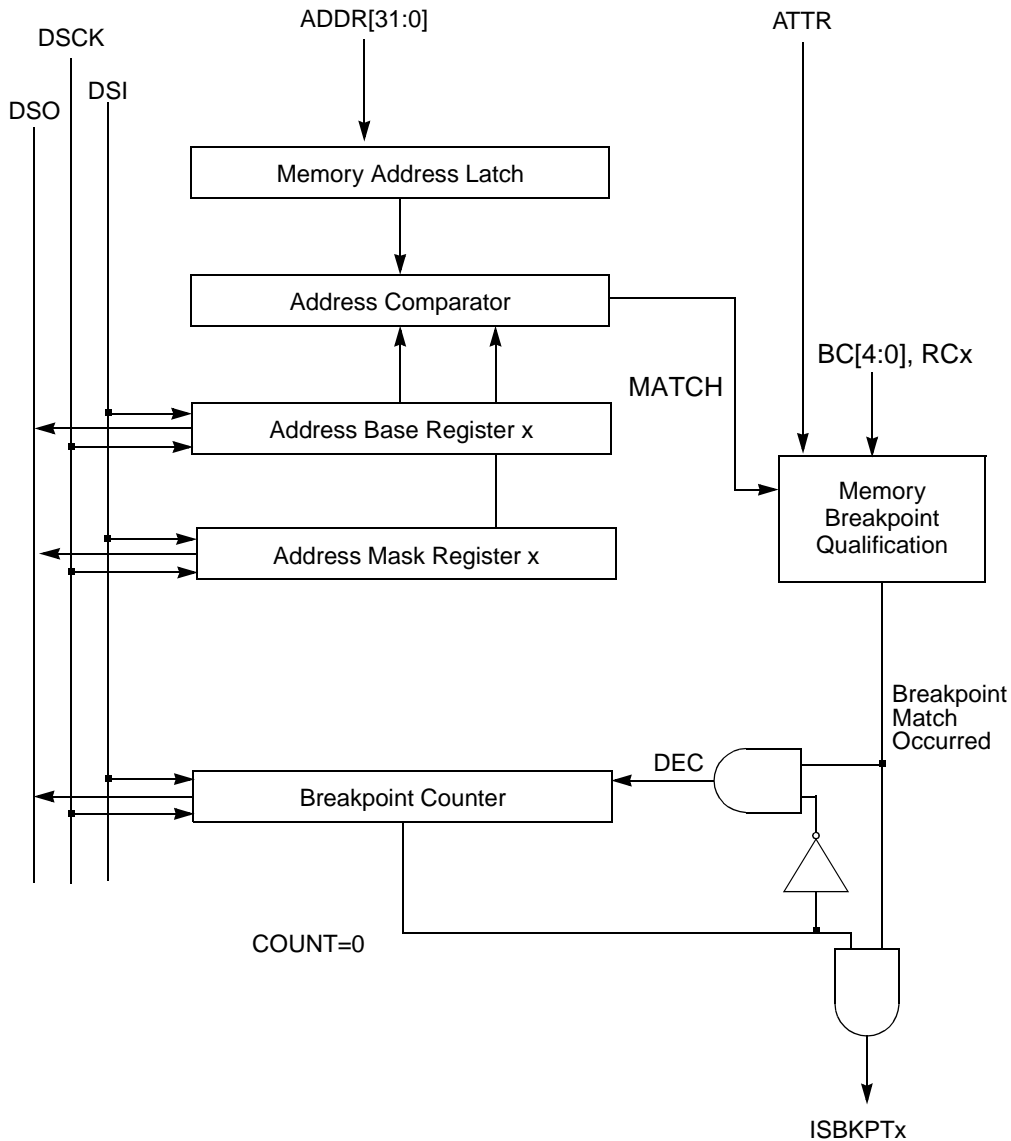 ADDR[31:0]
ATTR
DSCK
DSI
DSO
Memory Address Latch
Address Comparator
BC[4:0], RCx
MATCH
Address Base Register x
Memory
Breakpoint
Qualification
Address Mask Register x
Breakpoint
Match
Occurred
DEC
Breakpoint Counter
COUNT=0
ISBKPTx